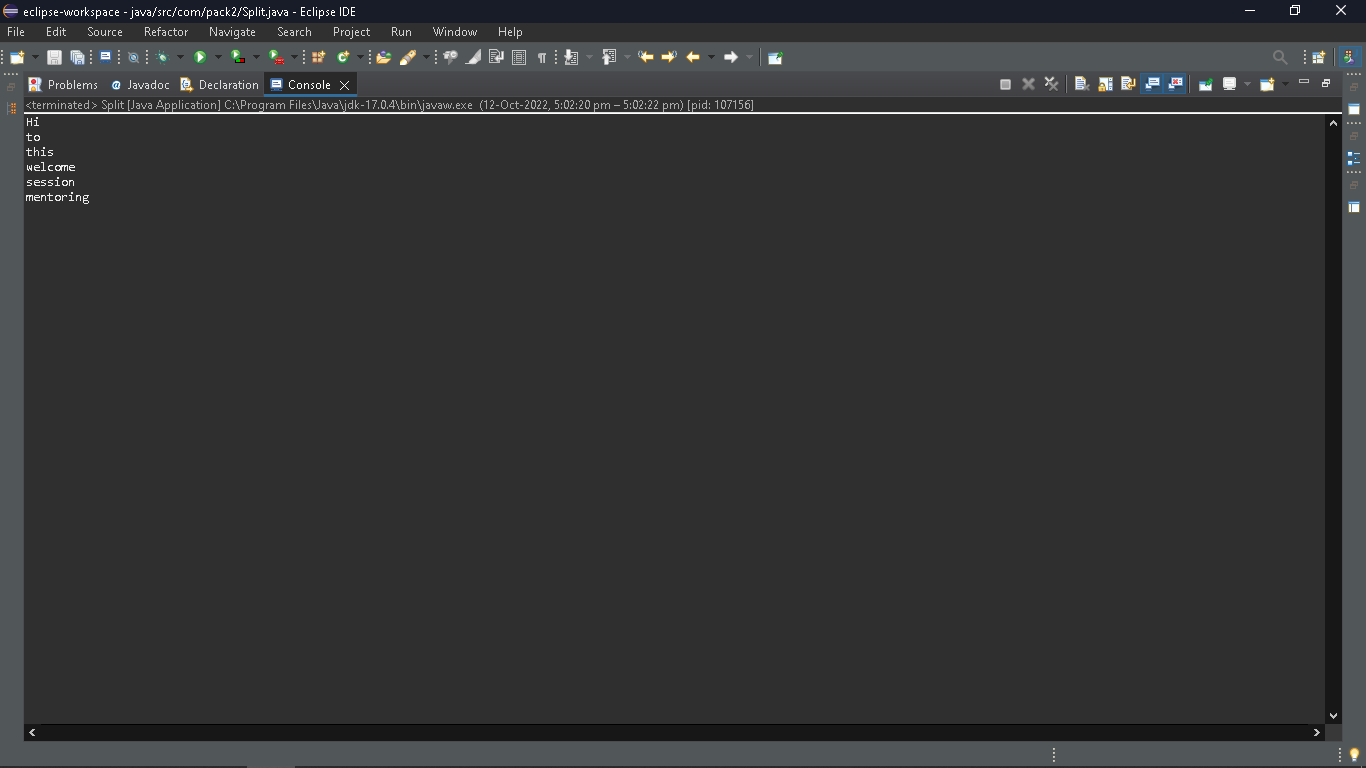 eclipse-workspace - java/src/com/pack2/Split.java - Eclipse IDE
File Edit Source Refactor Navigate Search Project Run Window Help
Problems @ Javadoc Declaration Console
<terminated> Split [Java Application] C:\Program Files\Java\jdk-17.0.4\bin\javaw.exe (12-Oct-2022, 5:02:20 pm – 5:02:22 pm) [pid: 107156]
Hi
to
this
welcome
session
mentoring